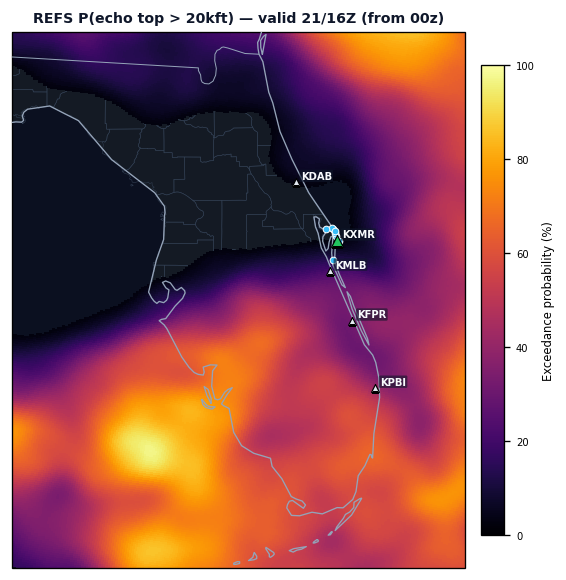 REFS P(echo top > 20kft) — valid 21/16Z (from 00z)
KDAB
KXMR
KMLB
KFPR
KPBI
100
80
60
40
20
0
Exceedance probability (%)